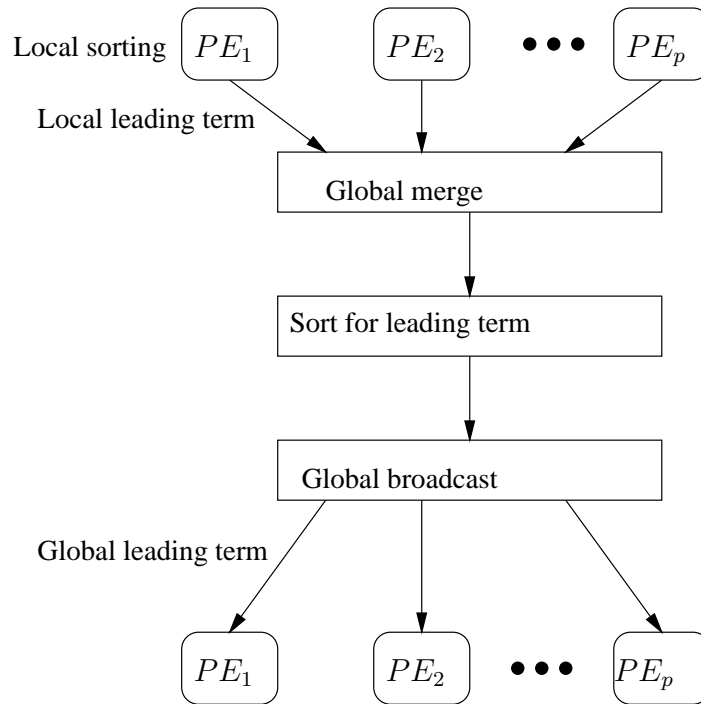 Local sorting PE₁ PE₂ ●●● PEₚ
Local leading term
Global merge
Sort for leading term
Global broadcast
Global leading term
PE₁ PE₂ ●●● PEₚ